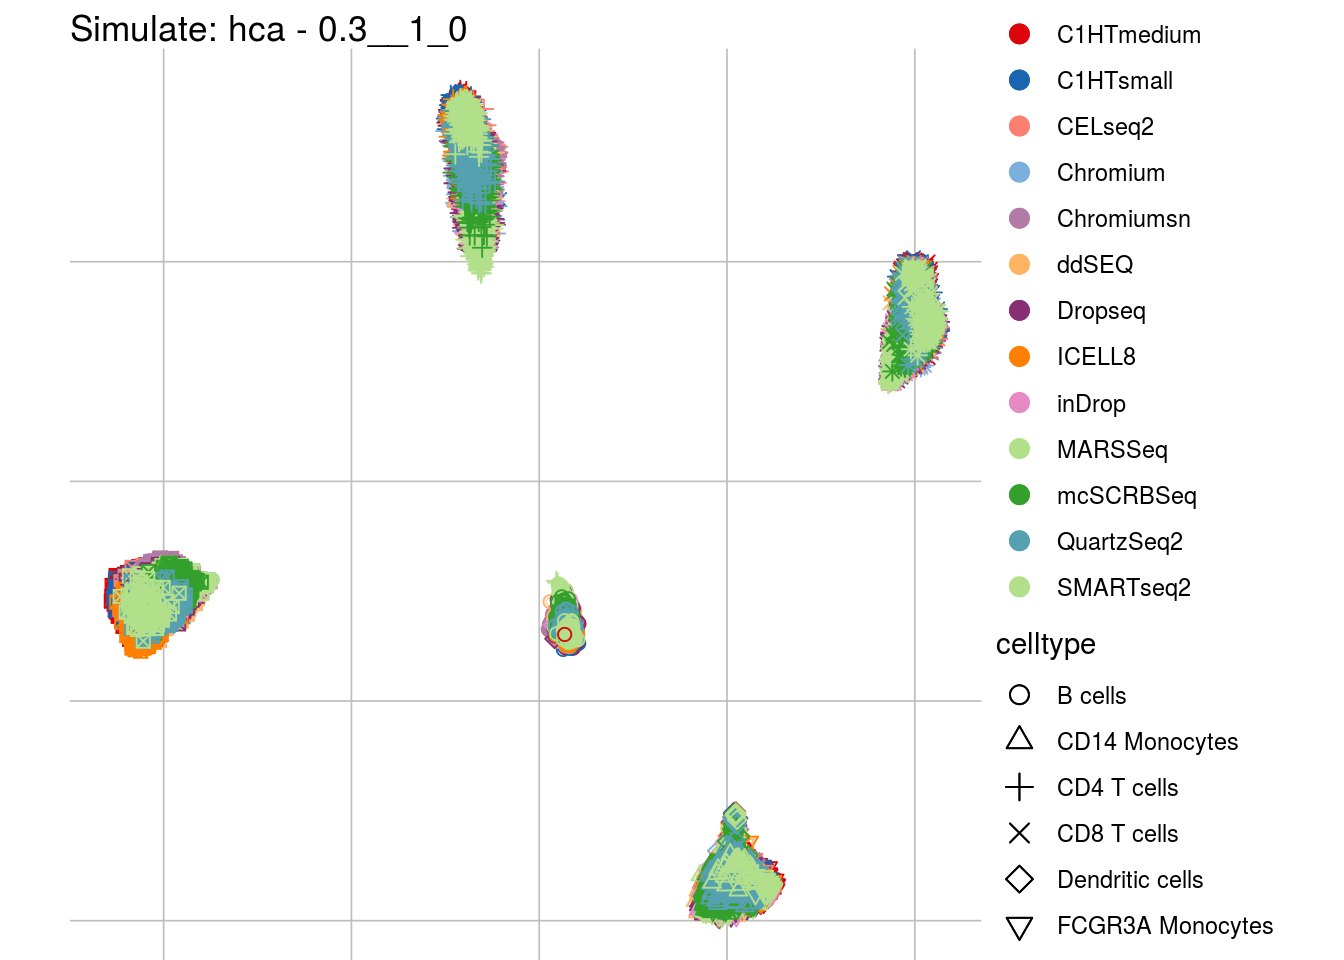 Simulate: hca - 0.3__1_0
C1HTmedium
C1HTsmall
CELseq2
Chromium
Chromiumsn
ddSEQ
Dropseq
ICELL8
inDrop
MARSSeq
mcSCRBSeq
QuartzSeq2
SMARTseq2
celltype
B cells
CD14 Monocytes
CD4 T cells
CD8 T cells
Dendritic cells
FCGR3A Monocytes